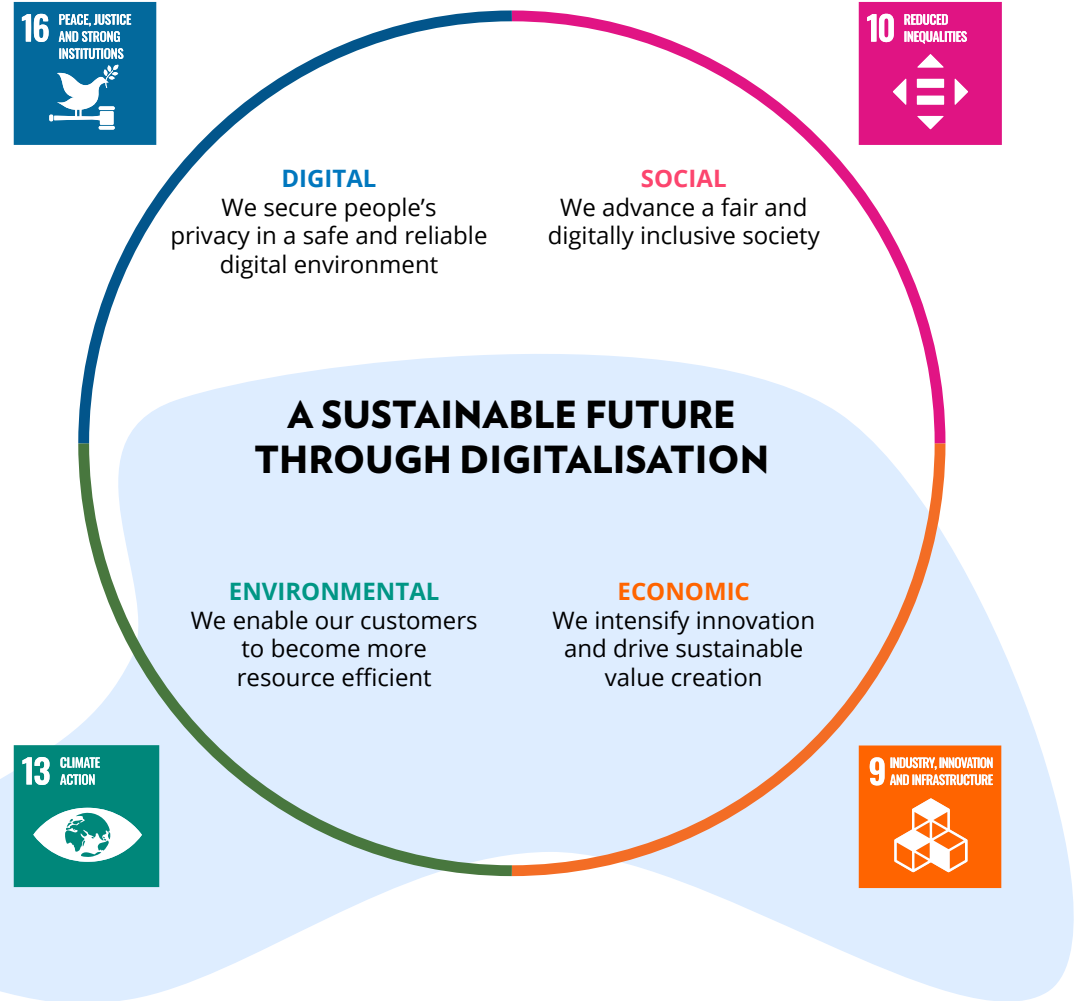 16 PEACE, JUSTICE
AND STRONG
INSTITUTIONS
10 REDUCED
INEQUALITIES
DIGITAL
We secure people’s
privacy in a safe and reliable
digital environment
SOCIAL
We advance a fair and
digitally inclusive society
A SUSTAINABLE FUTURE
THROUGH DIGITALISATION
ENVIRONMENTAL
We enable our customers
to become more
resource efficient
ECONOMIC
We intensify innovation
and drive sustainable
value creation
13 CLIMATE
ACTION
9 INDUSTRY, INNOVATION
AND INFRASTRUCTURE